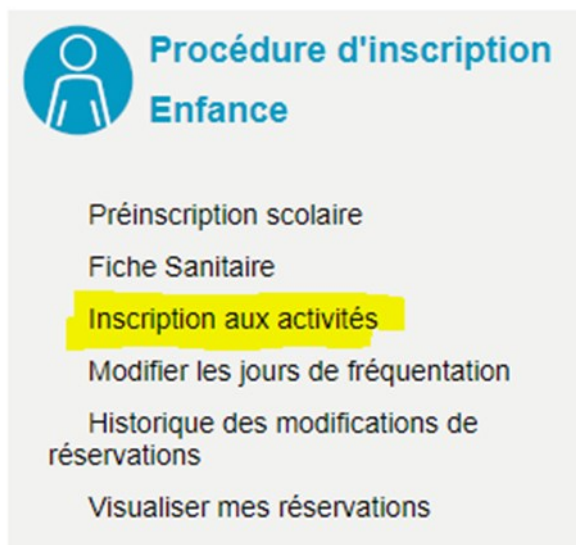 Procédure d'inscription
Enfance
Préinscription scolaire
Fiche Sanitaire
Inscription aux activités
Modifier les jours de fréquentation
Historique des modifications de
réservations
Visualiser mes réservations